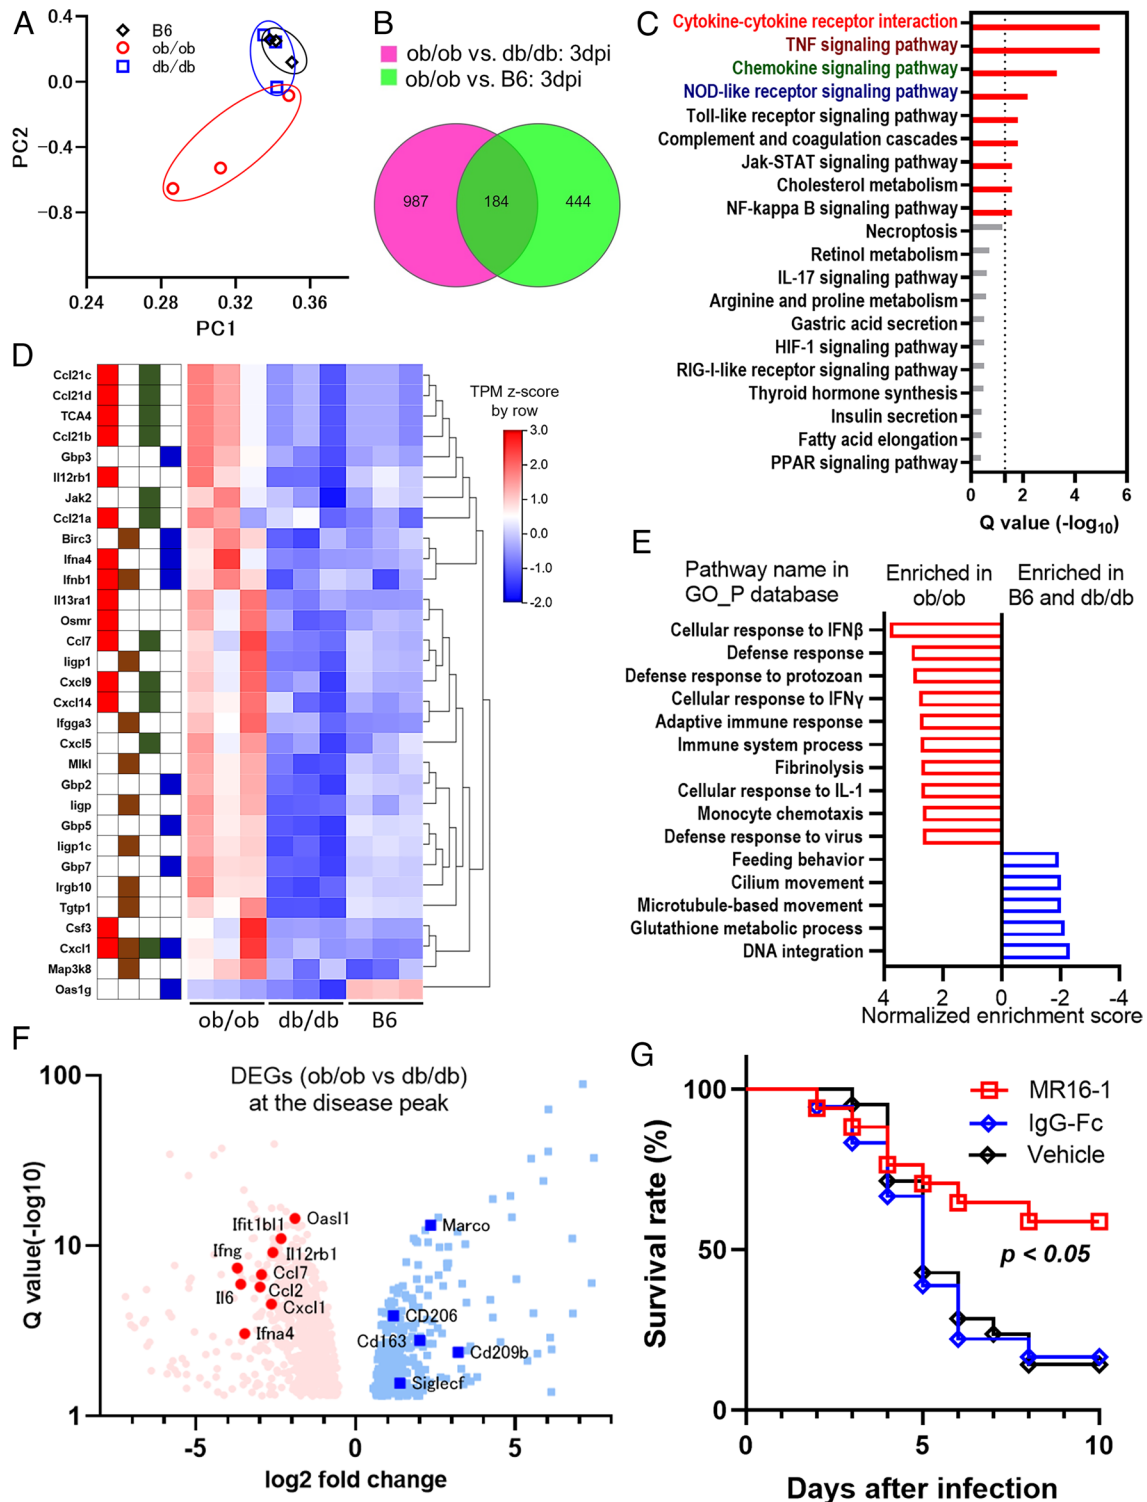 A
0.4
0.0
−0.4
−0.8
PC2
B6
ob/ob
db/db
0.24
0.28
0.32
0.36
PC1
B
ob/ob vs. db/db: 3dpi
ob/ob vs. B6: 3dpi
987
184
444
C
Cytokine-cytokine receptor interaction
TNF signaling pathway
Chemokine signaling pathway
NOD-like receptor signaling pathway
Toll-like receptor signaling pathway
Complement and coagulation cascades
Jak-STAT signaling pathway
Cholesterol metabolism
NF-kappa B signaling pathway
Necroptosis
Retinol metabolism
IL-17 signaling pathway
Arginine and proline metabolism
Gastric acid secretion
HIF-1 signaling pathway
RIG-I-like receptor signaling pathway
Thyroid hormone synthesis
Insulin secretion
Fatty acid elongation
PPAR signaling pathway
0 2 4 6
Q value (-log10)
D
Ccl21c
Ccl21d
TCA4
Ccl21b
Gbp3
Il12rb1
Jak2
Ccl21a
Birc3
Ifna4
Ifnb1
Il13ra1
Osmr
Ccl7
Iigp1
Cxcl9
Cxcl14
Ifgga3
Cxcl5
Mlkl
Gbp2
Iigp
Gbp5
Iigp1c
Gbp7
Irgb10
Tgtp1
Csf3
Cxcl1
Map3k8
Oas1g
ob/ob
db/db
B6
TPM z-score
by row
3.0
2.0
1.0
0.0
-1.0
-2.0
E
Pathway name in
GO_P database
Enriched in
ob/ob
Enriched in
B6 and db/db
Cellular response to IFNβ
Defense response
Defense response to protozoan
Cellular response to IFNγ
Adaptive immune response
Immune system process
Fibrinolysis
Cellular response to IL-1
Monocyte chemotaxis
Defense response to virus
Feeding behavior
Cilium movement
Microtubule-based movement
Glutathione metabolic process
DNA integration
4 2 0 -2 -4
Normalized enrichment score
F
DEGs (ob/ob vs db/db)
at the disease peak
100
10
1
Q value(-log10)
Oasl1
Ifit1bl1
Il12rb1
Ifng
Ccl7
Il6
Ccl2
Cxcl1
Ifna4
Marco
CD206
Cd163
Cd209b
Siglecf
-5 0 5
log2 fold change
G
100
50
0
Survival rate (%)
MR16-1
IgG-Fc
Vehicle
p < 0.05
0 5 10
Days after infection